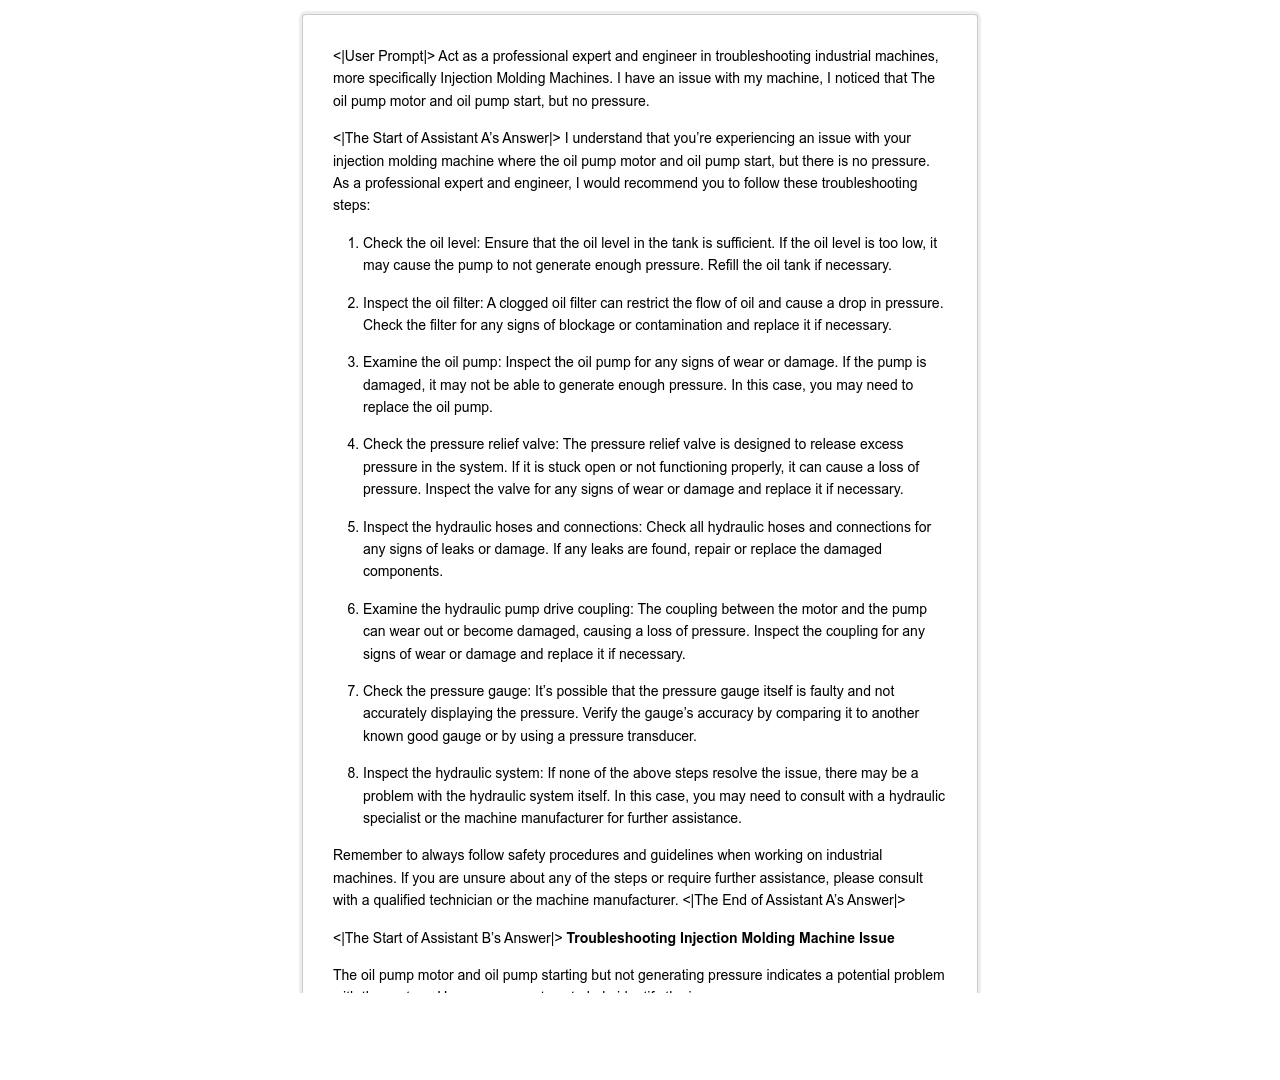 <|User Prompt|> Act as a professional expert and engineer in troubleshooting industrial machines,
more specifically Injection Molding Machines. I have an issue with my machine, I noticed that The
oil pump motor and oil pump start, but no pressure.
<|The Start of Assistant A’s Answer|> I understand that you’re experiencing an issue with your
injection molding machine where the oil pump motor and oil pump start, but there is no pressure.
As a professional expert and engineer, I would recommend you to follow these troubleshooting
steps:
1. Check the oil level: Ensure that the oil level in the tank is sufficient. If the oil level is too low, it
may cause the pump to not generate enough pressure. Refill the oil tank if necessary.
2. Inspect the oil filter: A clogged oil filter can restrict the flow of oil and cause a drop in pressure.
Check the filter for any signs of blockage or contamination and replace it if necessary.
3. Examine the oil pump: Inspect the oil pump for any signs of wear or damage. If the pump is
damaged, it may not be able to generate enough pressure. In this case, you may need to
replace the oil pump.
4. Check the pressure relief valve: The pressure relief valve is designed to release excess
pressure in the system. If it is stuck open or not functioning properly, it can cause a loss of
pressure. Inspect the valve for any signs of wear or damage and replace it if necessary.
5. Inspect the hydraulic hoses and connections: Check all hydraulic hoses and connections for
any signs of leaks or damage. If any leaks are found, repair or replace the damaged
components.
6. Examine the hydraulic pump drive coupling: The coupling between the motor and the pump
can wear out or become damaged, causing a loss of pressure. Inspect the coupling for any
signs of wear or damage and replace it if necessary.
7. Check the pressure gauge: It’s possible that the pressure gauge itself is faulty and not
accurately displaying the pressure. Verify the gauge’s accuracy by comparing it to another
known good gauge or by using a pressure transducer.
8. Inspect the hydraulic system: If none of the above steps resolve the issue, there may be a
problem with the hydraulic system itself. In this case, you may need to consult with a hydraulic
specialist or the machine manufacturer for further assistance.
Remember to always follow safety procedures and guidelines when working on industrial
machines. If you are unsure about any of the steps or require further assistance, please consult
with a qualified technician or the machine manufacturer. <|The End of Assistant A’s Answer|>
<|The Start of Assistant B’s Answer|> Troubleshooting Injection Molding Machine Issue
The oil pump motor and oil pump starting but not generating pressure indicates a potential problem